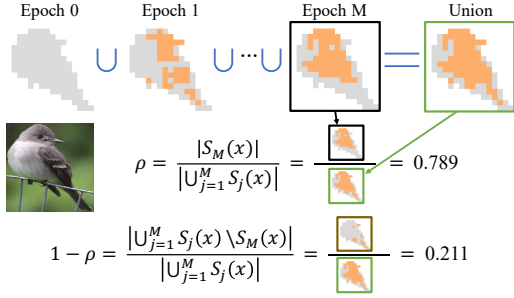 Epoch 0 Epoch 1 Epoch M Union
∪ ∪ ⋯ ∪ =
ρ = |S_M(x)| / |⋃_{j=1}^{M} S_j(x)| = = 0.789
1 − ρ = |⋃_{j=1}^{M} S_j(x) \S_M(x)| / |⋃_{j=1}^{M} S_j(x)| = = 0.211